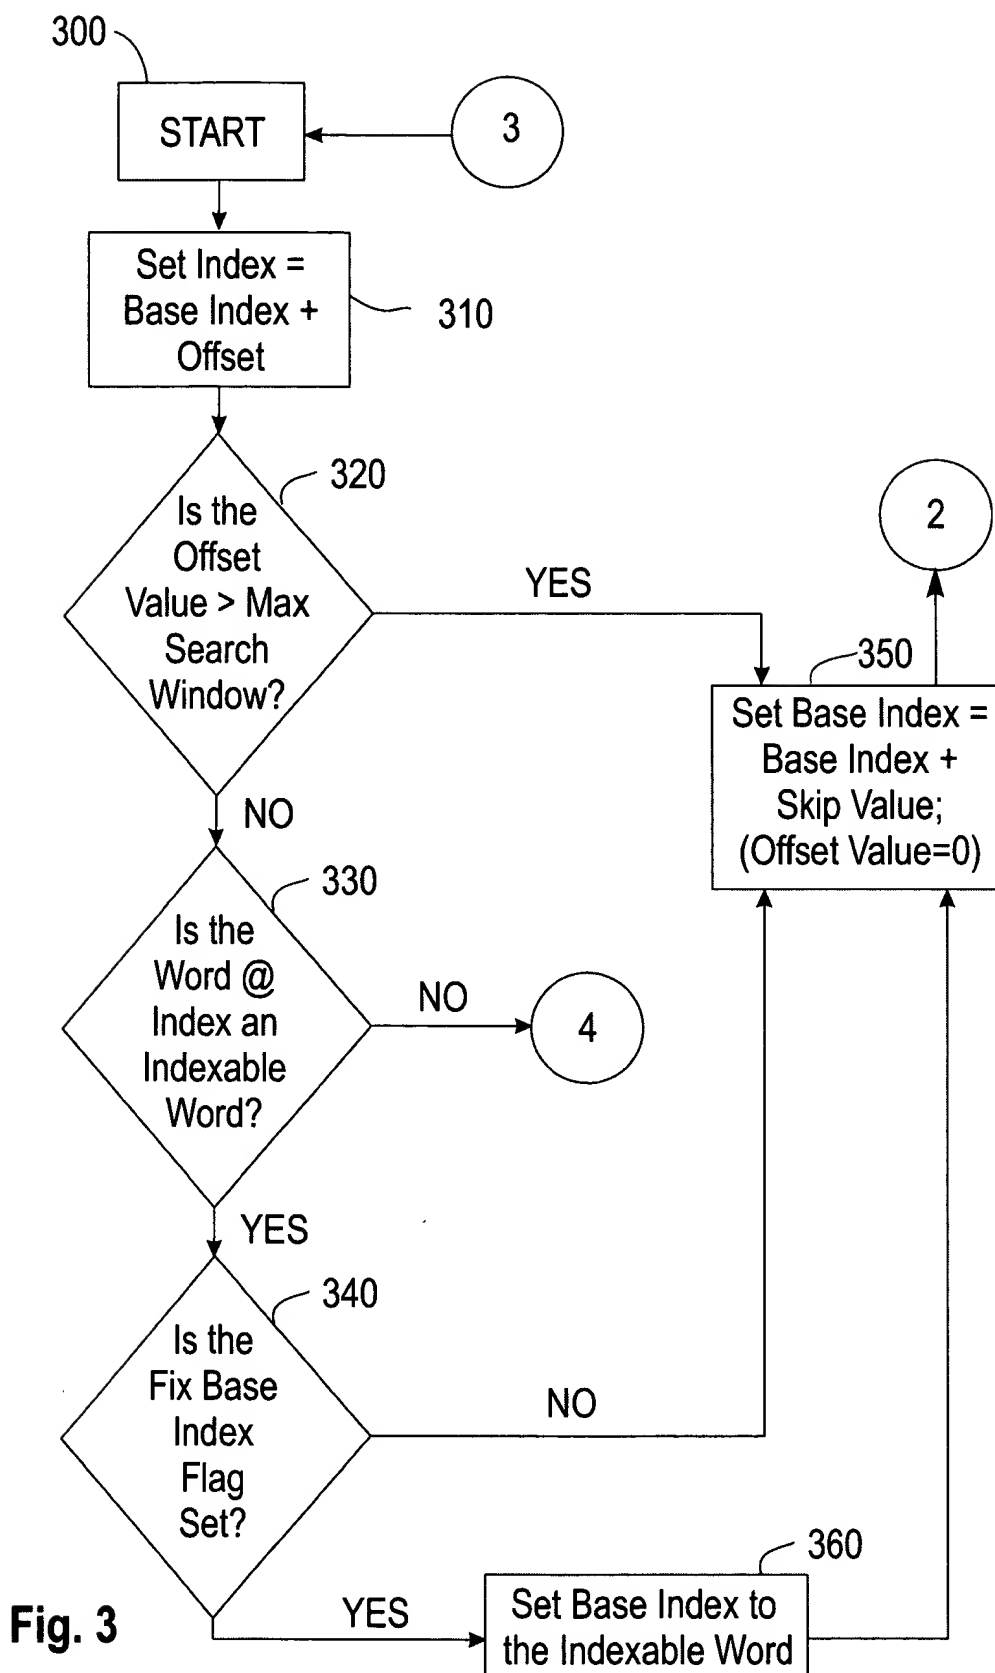 300
START
3
Set Index =
Base Index +
Offset
310
320
Is the
Offset
Value > Max
Search
Window?
YES
2
350
Set Base Index =
Base Index +
Skip Value;
(Offset Value=0)
NO
330
Is the
Word @
Index an
Indexable
Word?
NO
4
YES
340
Is the
Fix Base
Index
Flag
Set?
NO
360
YES
Set Base Index to
the Indexable Word
Fig. 3